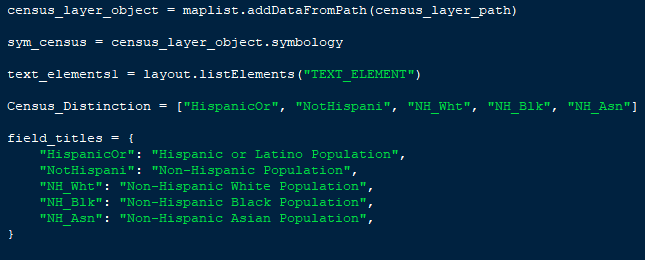 census_layer_object = maplist.addDataFromPath(census_layer_path)
sym_census = census_layer_object.symbology
text_elements1 = layout.listElements("TEXT_ELEMENT")
Census_Distinction = ["HispanicOr", "NotHispani", "NH_Wht", "NH_Blk", "NH_Asn"]
field_titles = {
    "HispanicOr": "Hispanic or Latino Population",
    "NotHispani": "Non-Hispanic Population",
    "NH_Wht": "Non-Hispanic White Population",
    "NH_Blk": "Non-Hispanic Black Population",
    "NH_Asn": "Non-Hispanic Asian Population",
}